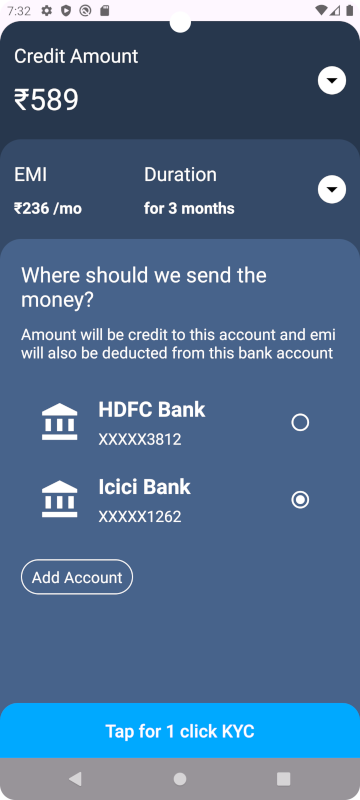 7:32
Credit Amount
₹589
EMI
Duration
₹236 /mo
for 3 months
Where should we send the
money?
Amount will be credit to this account and emi
will also be deducted from this bank account
HDFC Bank
XXXXX3812
Icici Bank
XXXXX1262
Add Account
Tap for 1 click KYC